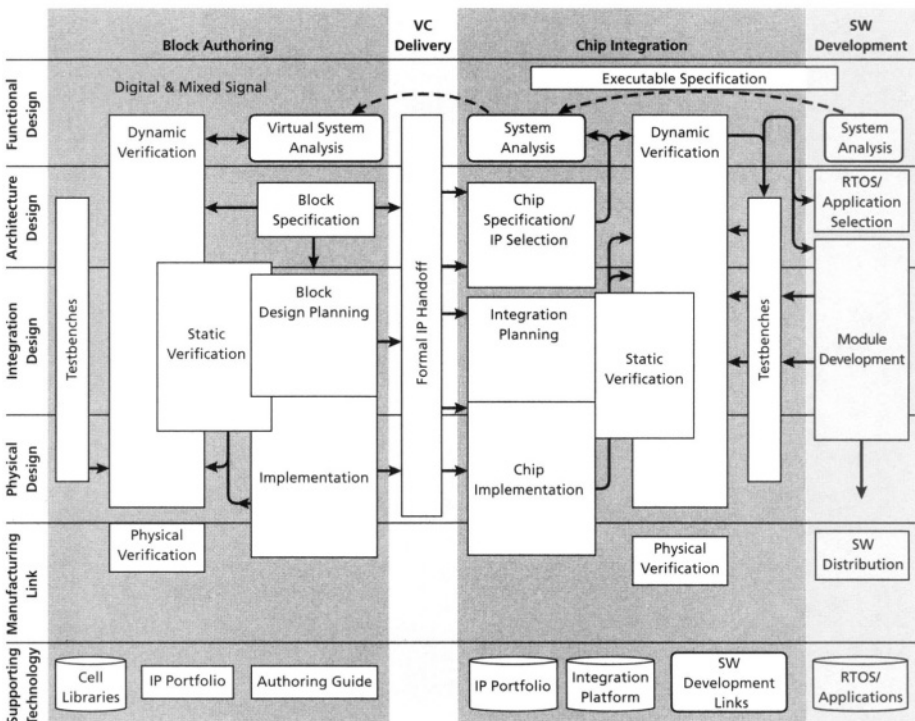 Block Authoring
VC
Delivery
Chip Integration
SW
Development
Functional
Design
Digital & Mixed Signal
Executable Specification
Dynamic
Verification
Virtual System
Analysis
System
Analysis
Dynamic
Verification
System
Analysis
Architecture
Design
Block
Specification
Chip
Specification/
IP Selection
RTOS/
Application
Selection
Integration
Design
Testbenches
Static
Verification
Block
Design Planning
Formal IP Handoff
Integration
Planning
Static
Verification
Testbenches
Module
Development
Physical
Design
Implementation
Chip
Implementation
Manufacturing
Link
Physical
Verification
Physical
Verification
SW
Distribution
Supporting
Technology
Cell
Libraries
IP Portfolio
Authoring Guide
IP Portfolio
Integration
Platform
SW
Development
Links
RTOS/
Applications